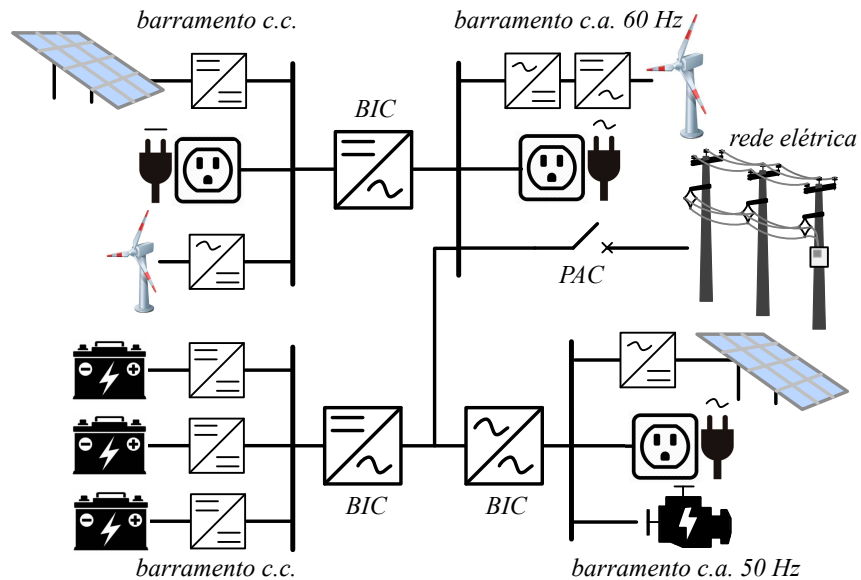 barramento c.c.
barramento c.a. 60 Hz
BIC
rede elétrica
PAC
BIC
BIC
barramento c.c.
barramento c.a. 50 Hz